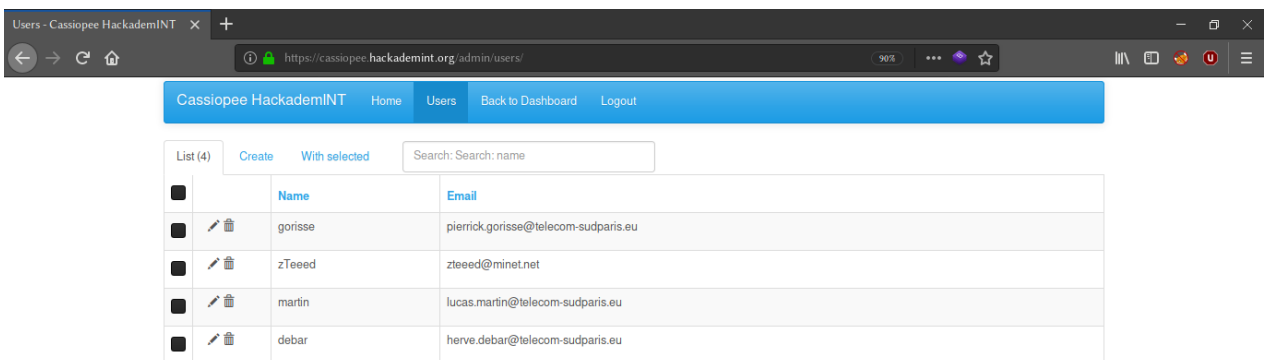 Users - Cassiopee HackademINT
https://cassiopee.hackademint.org/admin/users/ 90%
Cassiopee HackademINT Home Users Back to Dashboard Logout
List (4) Create With selected Search: Search: name
Name Email
gorisse pierrick.gorisse@telecom-sudparis.eu
zTeeed zteeed@minet.net
martin lucas.martin@telecom-sudparis.eu
debar herve.debar@telecom-sudparis.eu